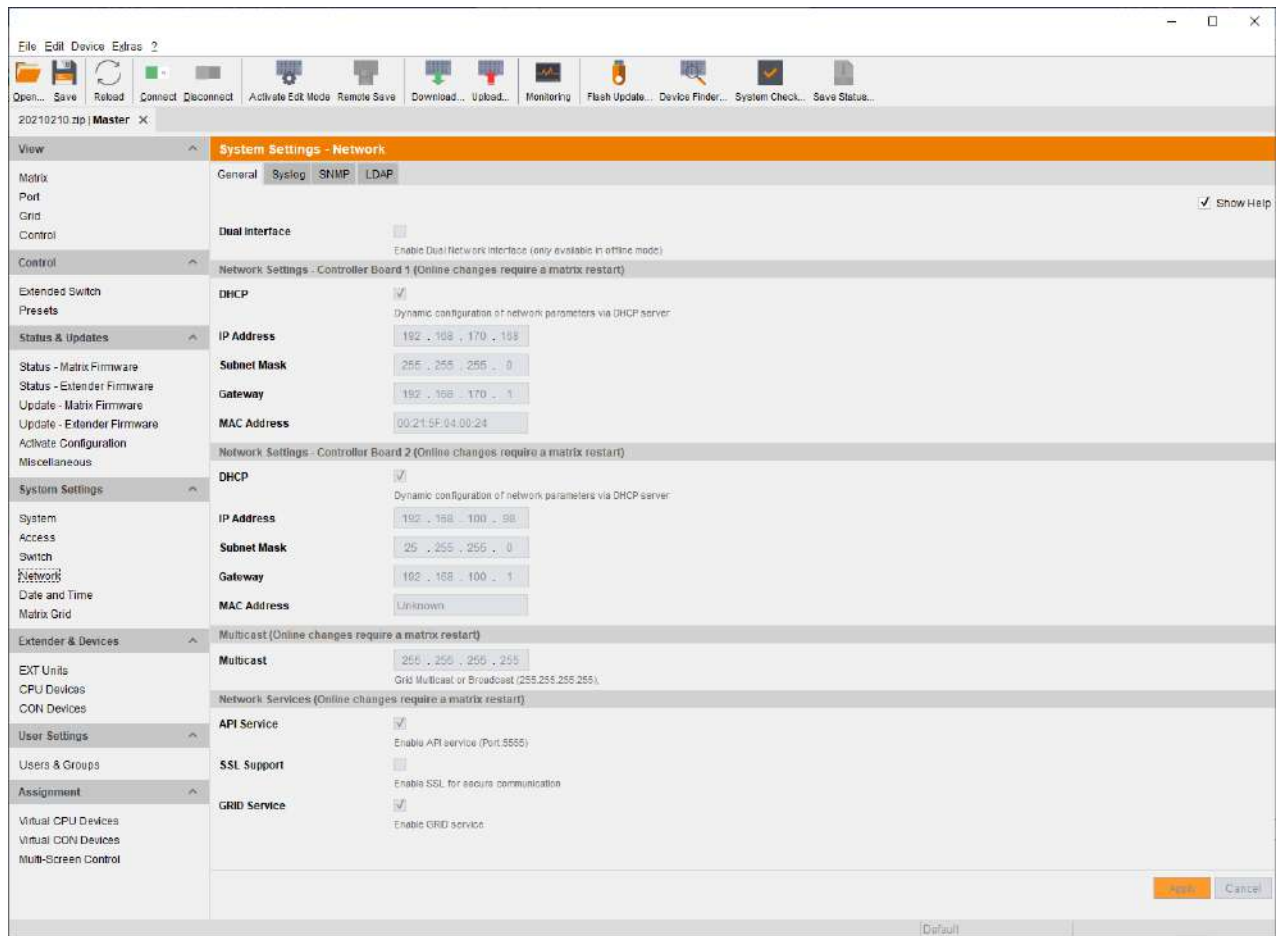 File Edit Device Extras ?
Open... Save Reload Connect Disconnect Activate Edit Mode Remote Save Download... Upload... Monitoring Flash Update... Device Finder... System Check... Save Status...
20210210.zip | Master
View
Matrix
Port
Grid
Control
Control
Extended Switch
Presets
Status & Updates
Status - Matrix Firmware
Status - Extender Firmware
Update - Matrix Firmware
Update - Extender Firmware
Activate Configuration
Miscellaneous
System Settings
System
Access
Switch
Network
Date and Time
Matrix Grid
Extender & Devices
EXT Units
CPU Devices
CON Devices
User Settings
Users & Groups
Assignment
Virtual CPU Devices
Virtual CON Devices
Multi-Screen Control
System Settings - Network
General Syslog SNMP LDAP
Show Help
Dual Interface
Enable Dual Network Interface (only available in offline mode)
Network Settings - Controller Board 1 (Online changes require a matrix restart)
DHCP
Dynamic configuration of network parameters via DHCP server
IP Address 192 . 168 . 170 . 168
Subnet Mask 255 . 255 . 255 . 0
Gateway 192 . 168 . 170 . 1
MAC Address 00:21:5F:04:00:24
Network Settings - Controller Board 2 (Online changes require a matrix restart)
DHCP
Dynamic configuration of network parameters via DHCP server
IP Address 192 . 168 . 100 . 98
Subnet Mask 25 . 255 . 255 . 0
Gateway 192 . 168 . 100 . 1
MAC Address Unknown
Multicast (Online changes require a matrix restart)
Multicast 255 . 255 . 255 . 255
Grid Multicast or Broadcast (255.255.255.255).
Network Services (Online changes require a matrix restart)
API Service
Enable API service (Port:5555)
SSL Support
Enable SSL for secure communication
GRID Service
Enable GRID service
Apply Cancel
Default